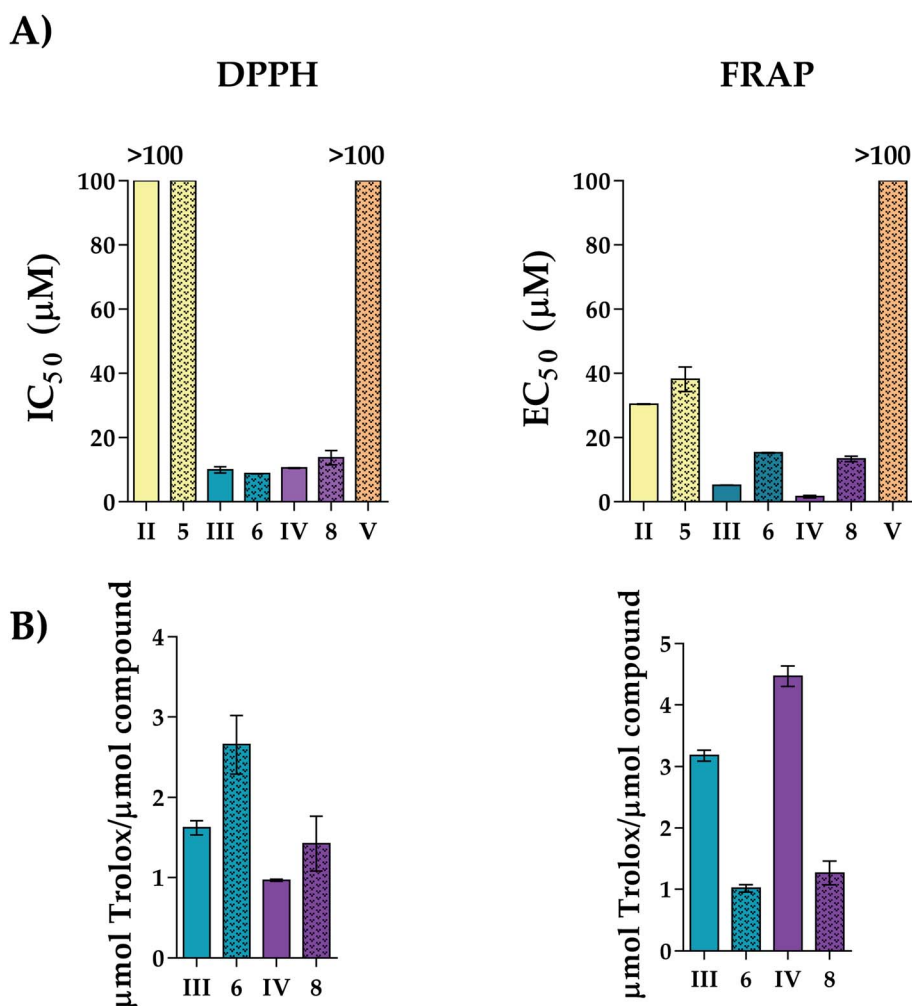 A)
DPPH
FRAP
>100
>100
>100
IC50 (µM)
100
80
60
40
20
0
II 5 III 6 IV 8 V
EC50 (µM)
100
80
60
40
20
0
II 5 III 6 IV 8 V
B)
µmol Trolox/µmol compound
4
3
2
1
0
III 6 IV 8
µmol Trolox/µmol compound
5
4
3
2
1
0
III 6 IV 8